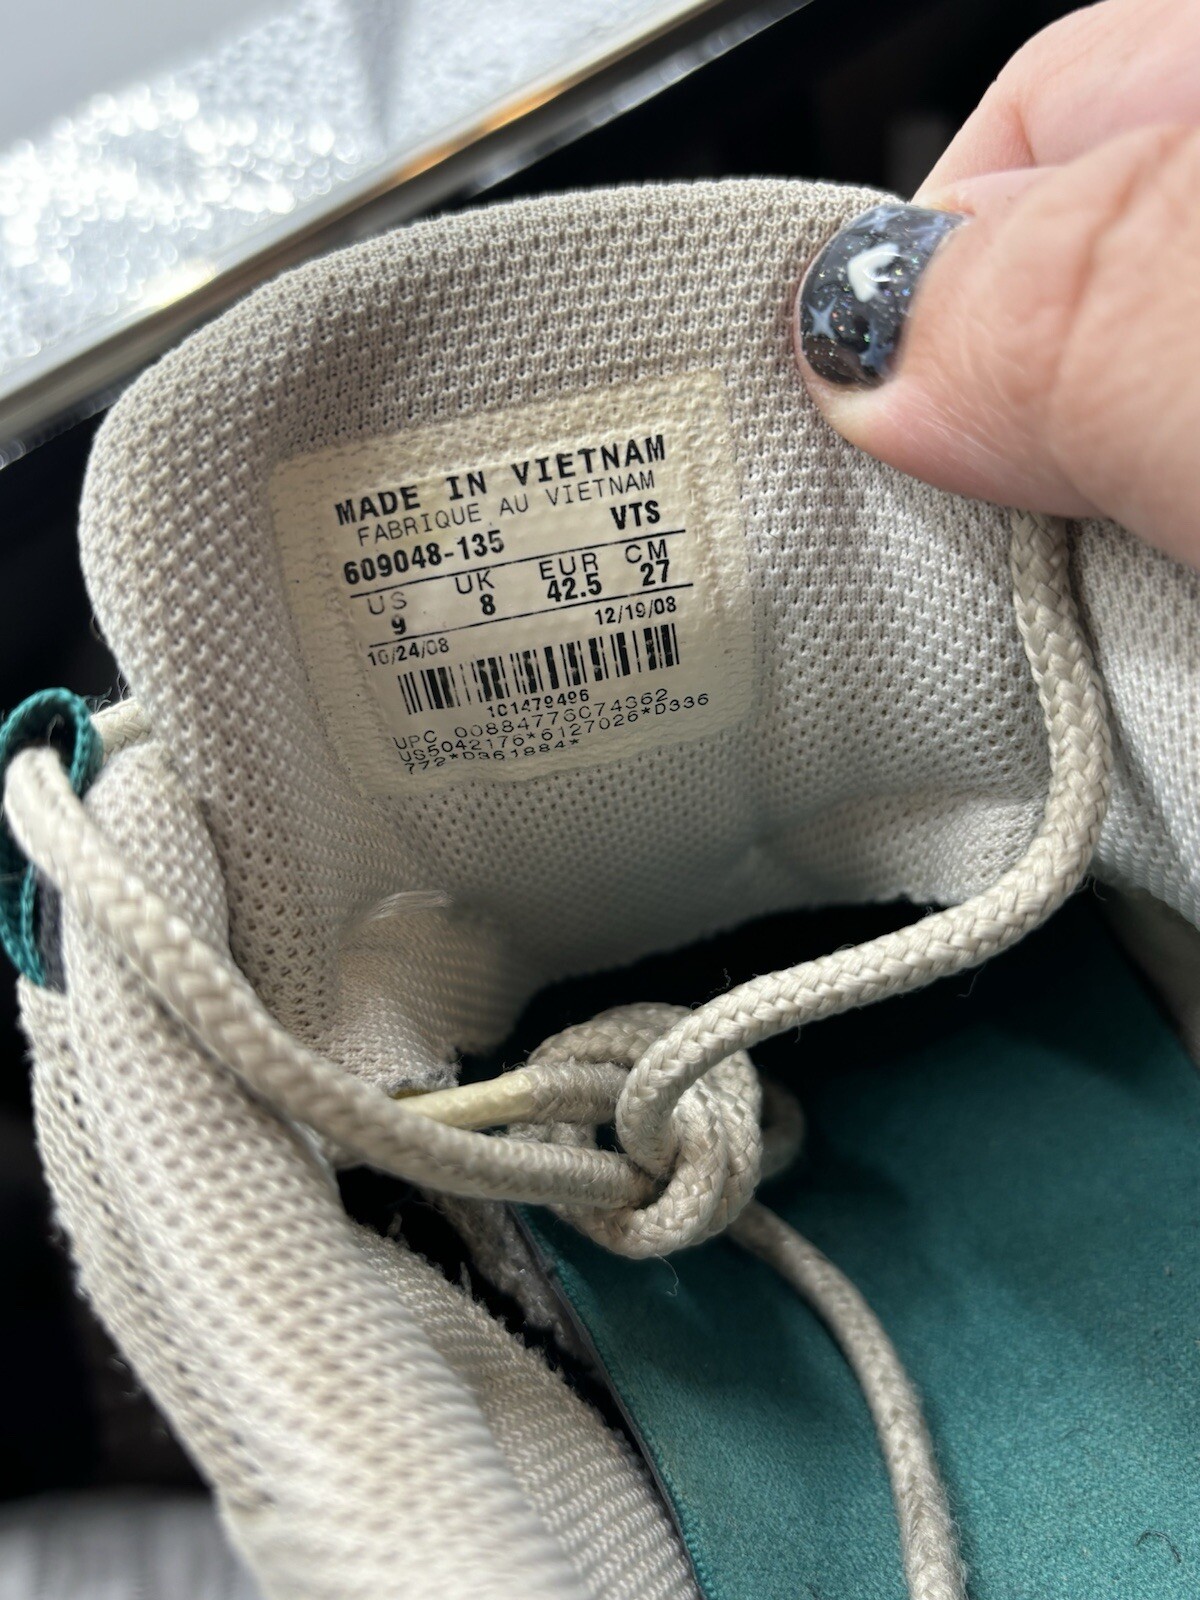 MADE IN VIETNAM
FABRIQUE AU VIETNAM
609048-135 VTS
US UK EUR CM
9 8 42.5 27
10/24/08 12/19/08
101479496
UPC 00884776074362
US5042176*6127026*D336
772*D361884*